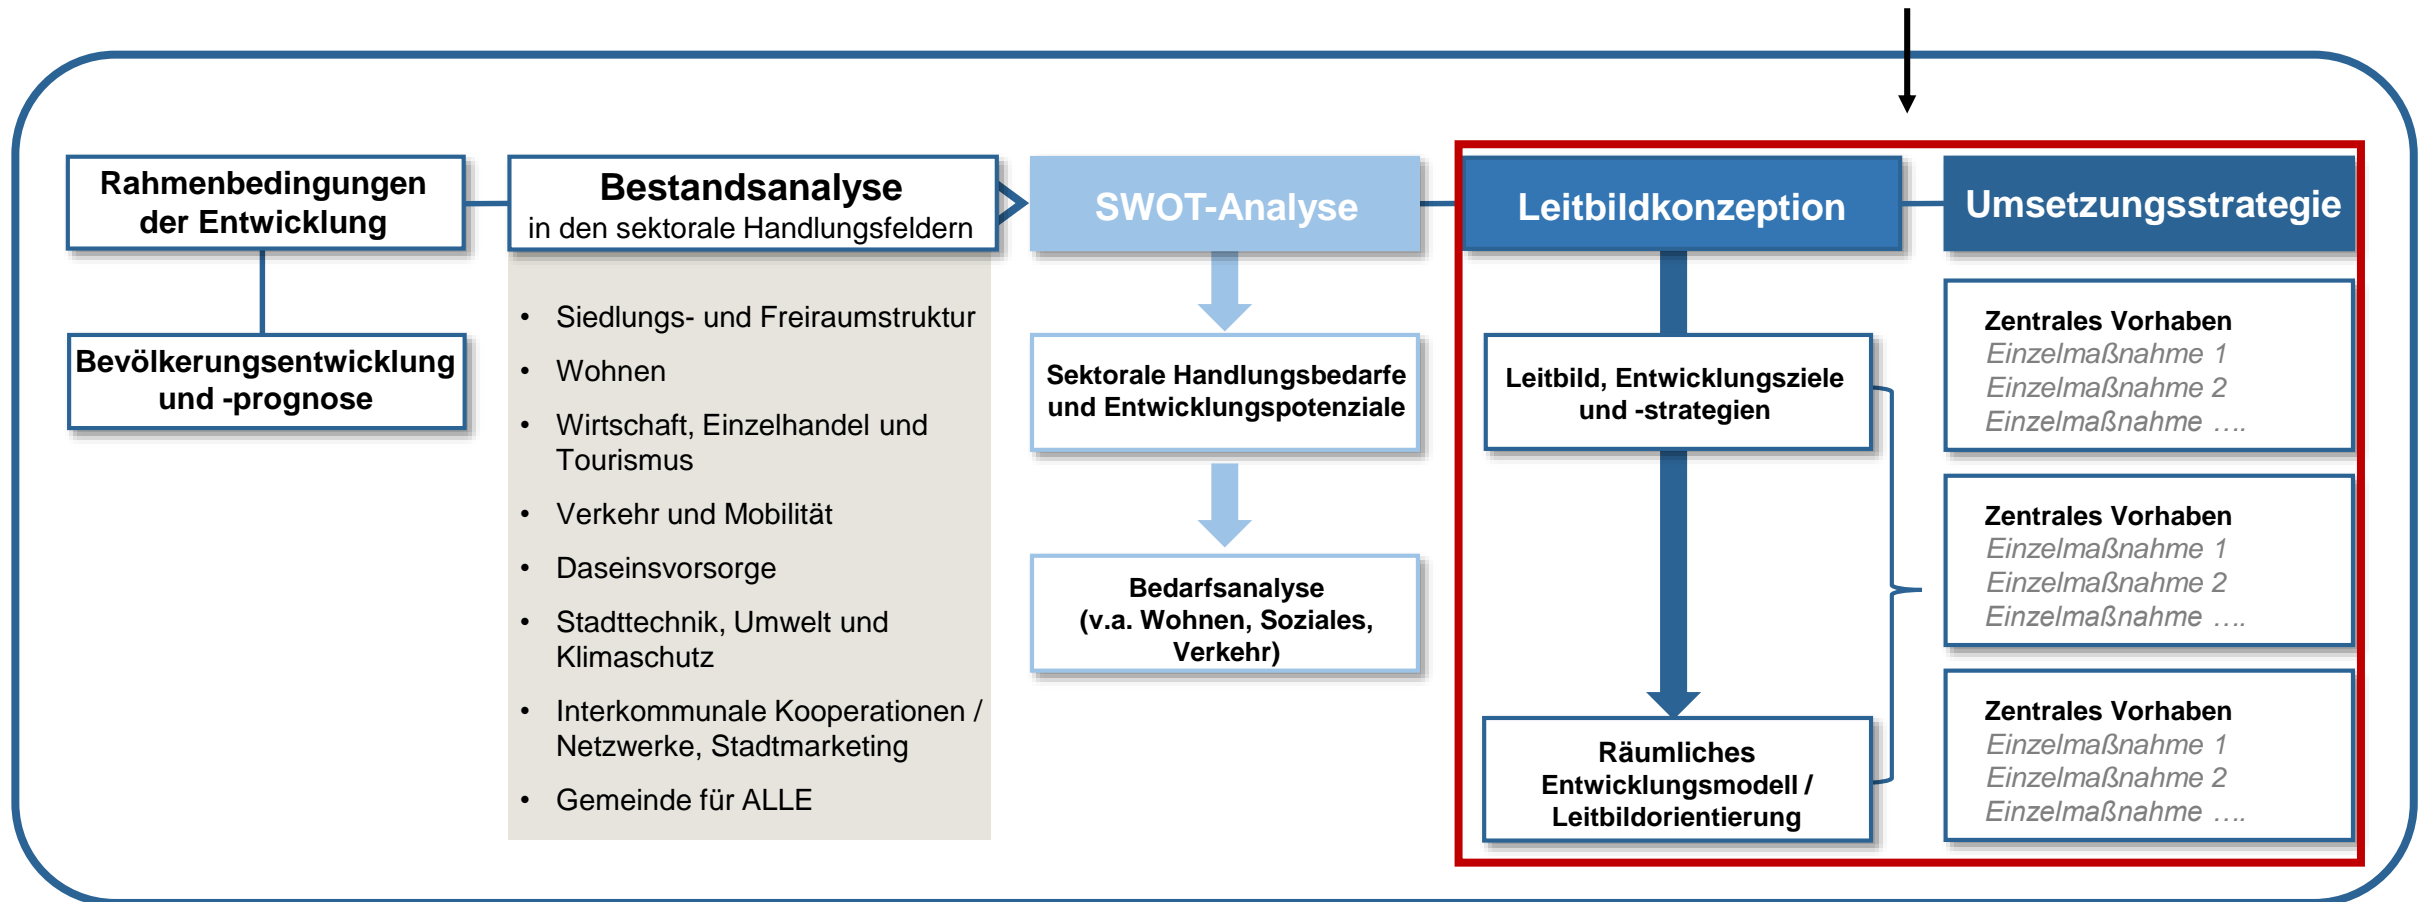 Rahmenbedingungen
der Entwicklung
Bevölkerungsentwicklung
und -prognose
Bestandsanalyse
in den sektorale Handlungsfeldern
• Siedlungs- und Freiraumstruktur
• Wohnen
• Wirtschaft, Einzelhandel und
Tourismus
• Verkehr und Mobilität
• Daseinsvorsorge
• Stadttechnik, Umwelt und
Klimaschutz
• Interkommunale Kooperationen /
Netzwerke, Stadtmarketing
• Gemeinde für ALLE
SWOT-Analyse
Sektorale Handlungsbedarfe
und Entwicklungspotenziale
Bedarfsanalyse
(v.a. Wohnen, Soziales,
Verkehr)
Leitbildkonzeption
Leitbild, Entwicklungsziele
und -strategien
Räumliches
Entwicklungsmodell /
Leitbildorientierung
Umsetzungsstrategie
Zentrales Vorhaben
Einzelmaßnahme 1
Einzelmaßnahme 2
Einzelmaßnahme ….
Zentrales Vorhaben
Einzelmaßnahme 1
Einzelmaßnahme 2
Einzelmaßnahme ….
Zentrales Vorhaben
Einzelmaßnahme 1
Einzelmaßnahme 2
Einzelmaßnahme ….